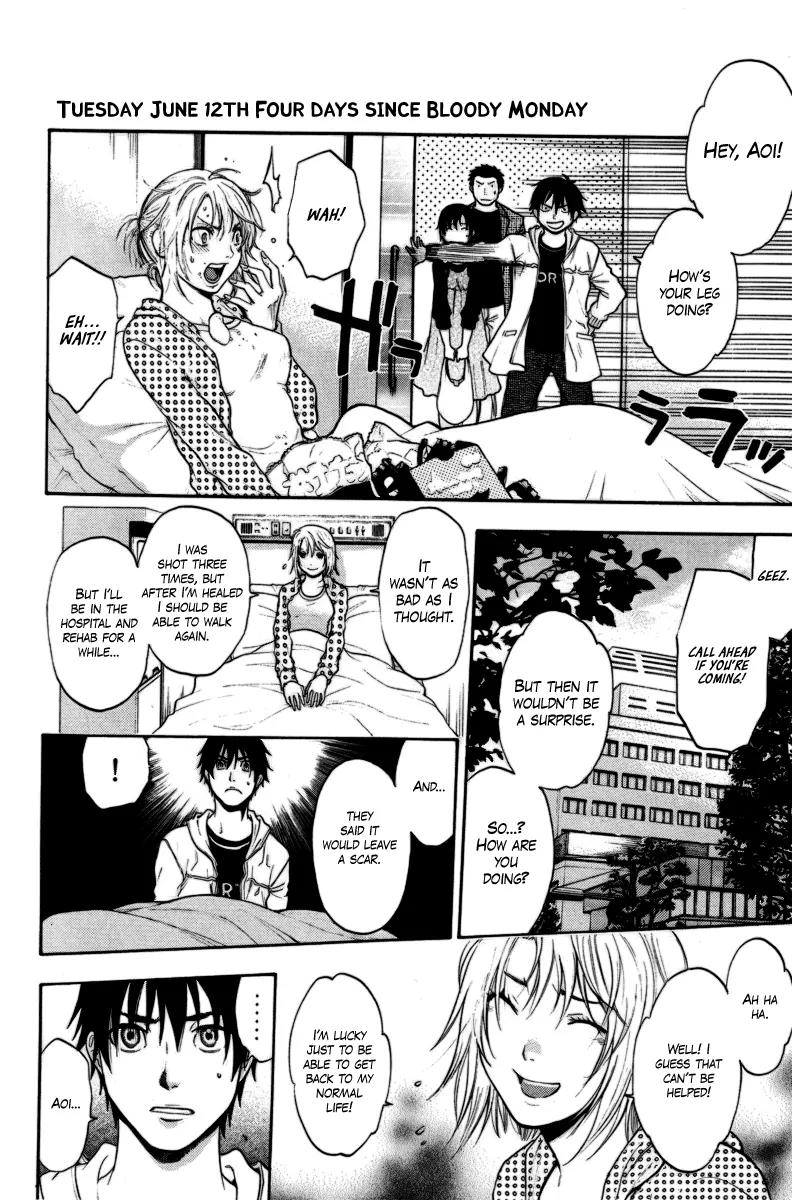 TUESDAY JUNE 12TH FOUR DAYS SINCE BLOODY MONDAY
HEY, AOI!
HOW'S
YOUR LEG
DOING?
ガ
ラ
ラッ
ORT
WAH!
EH...
WAIT!!
GEEZ.
CALL AHEAD
IF YOU'RE
COMING!
BUT THEN IT
WOULDN'T BE
A SURPRISE.
SO...?
HOW ARE
YOU
DOING?
IT
WASN'T AS
BAD AS I
THOUGHT.
I WAS
SHOT THREE
TIMES, BUT
AFTER I'M HEALED
I SHOULD BE
ABLE TO WALK
AGAIN.
BUT I'LL
BE IN THE
HOSPITAL AND
REHAB FOR A
WHILE...
AND...
THEY
SAID IT
WOULD LEAVE
A SCAR.
!
AH HA
HA.
WELL! I
GUESS THAT
CAN'T BE
HELPED!
I'M LUCKY
JUST TO BE
ABLE TO GET
BACK TO MY
NORMAL
LIFE!
......
AOI...